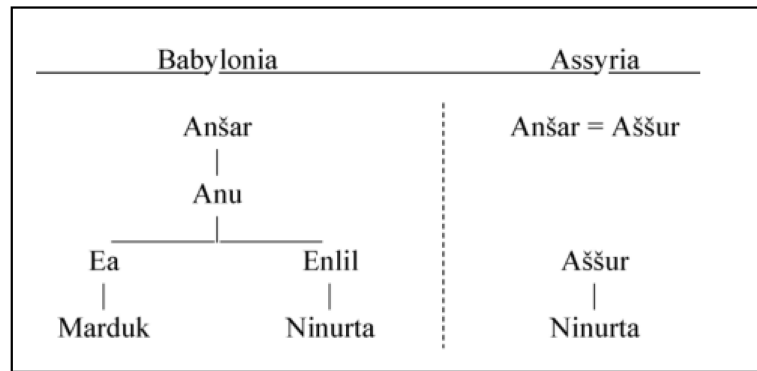 Babylonia Assyria
Anšar Anšar = Aššur
Anu
Ea Enlil Aššur
Marduk Ninurta Ninurta